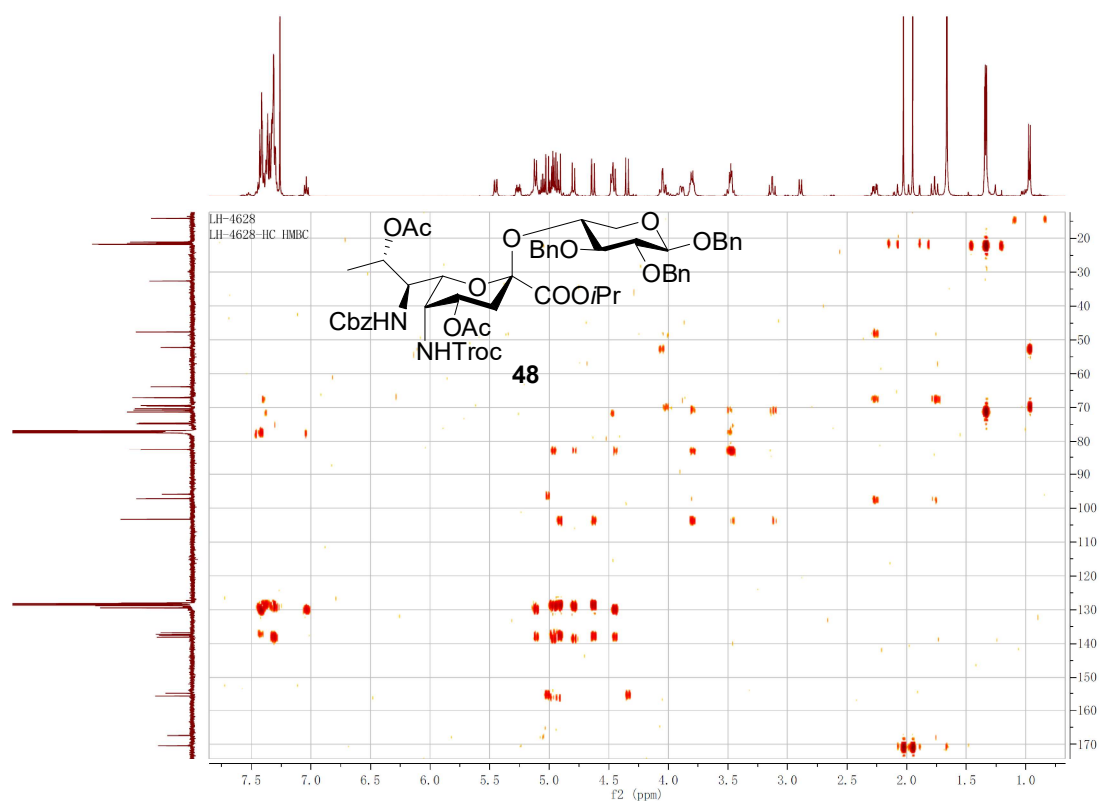 LH-4628
LH-4628-HC HMBC
OAc
O
O
OBn
BnO
OBn
O
COOiPr
CbzHN
OAc
NHTroc
48
20
30
40
50
60
70
80
90
100
110
120
130
140
150
160
170
7.5 7.0 6.5 6.0 5.5 5.0 4.5 4.0 3.5 3.0 2.5 2.0 1.5 1.0
f2 (ppm)